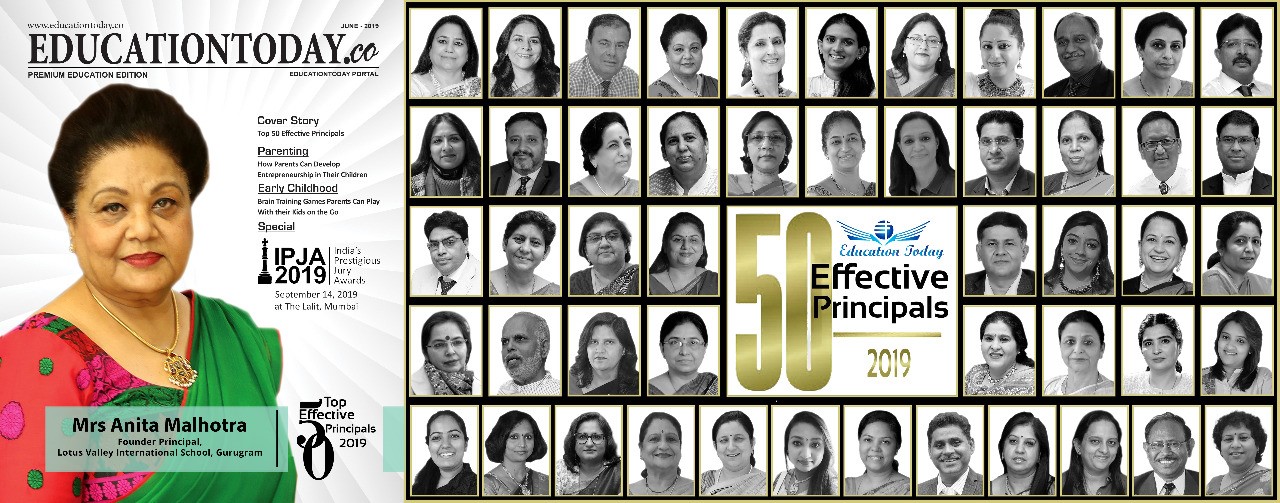 www.educationtoday.co
JUNE - 2019
EDUCATIONTODAY.co
PREMIUM EDUCATION EDITION
EDUCATIONTODAY PORTAL
Cover Story
Top 50 Effective Principals
Parenting
How Parents Can Develop
Entrepreneurship in Their Children
Early Childhood
Brain Training Games Parents Can Play
With their Kids on the Go
Special
IPJA
2019
India's
Prestigious
Jury
Awards
September 14, 2019
at The Lalit, Mumbai
Mrs Anita Malhotra
Founder Principal,
Lotus Valley International School, Gurugram
50
Top
Effective
Principals
2019
50
Education Today
Effective
Principals
2019